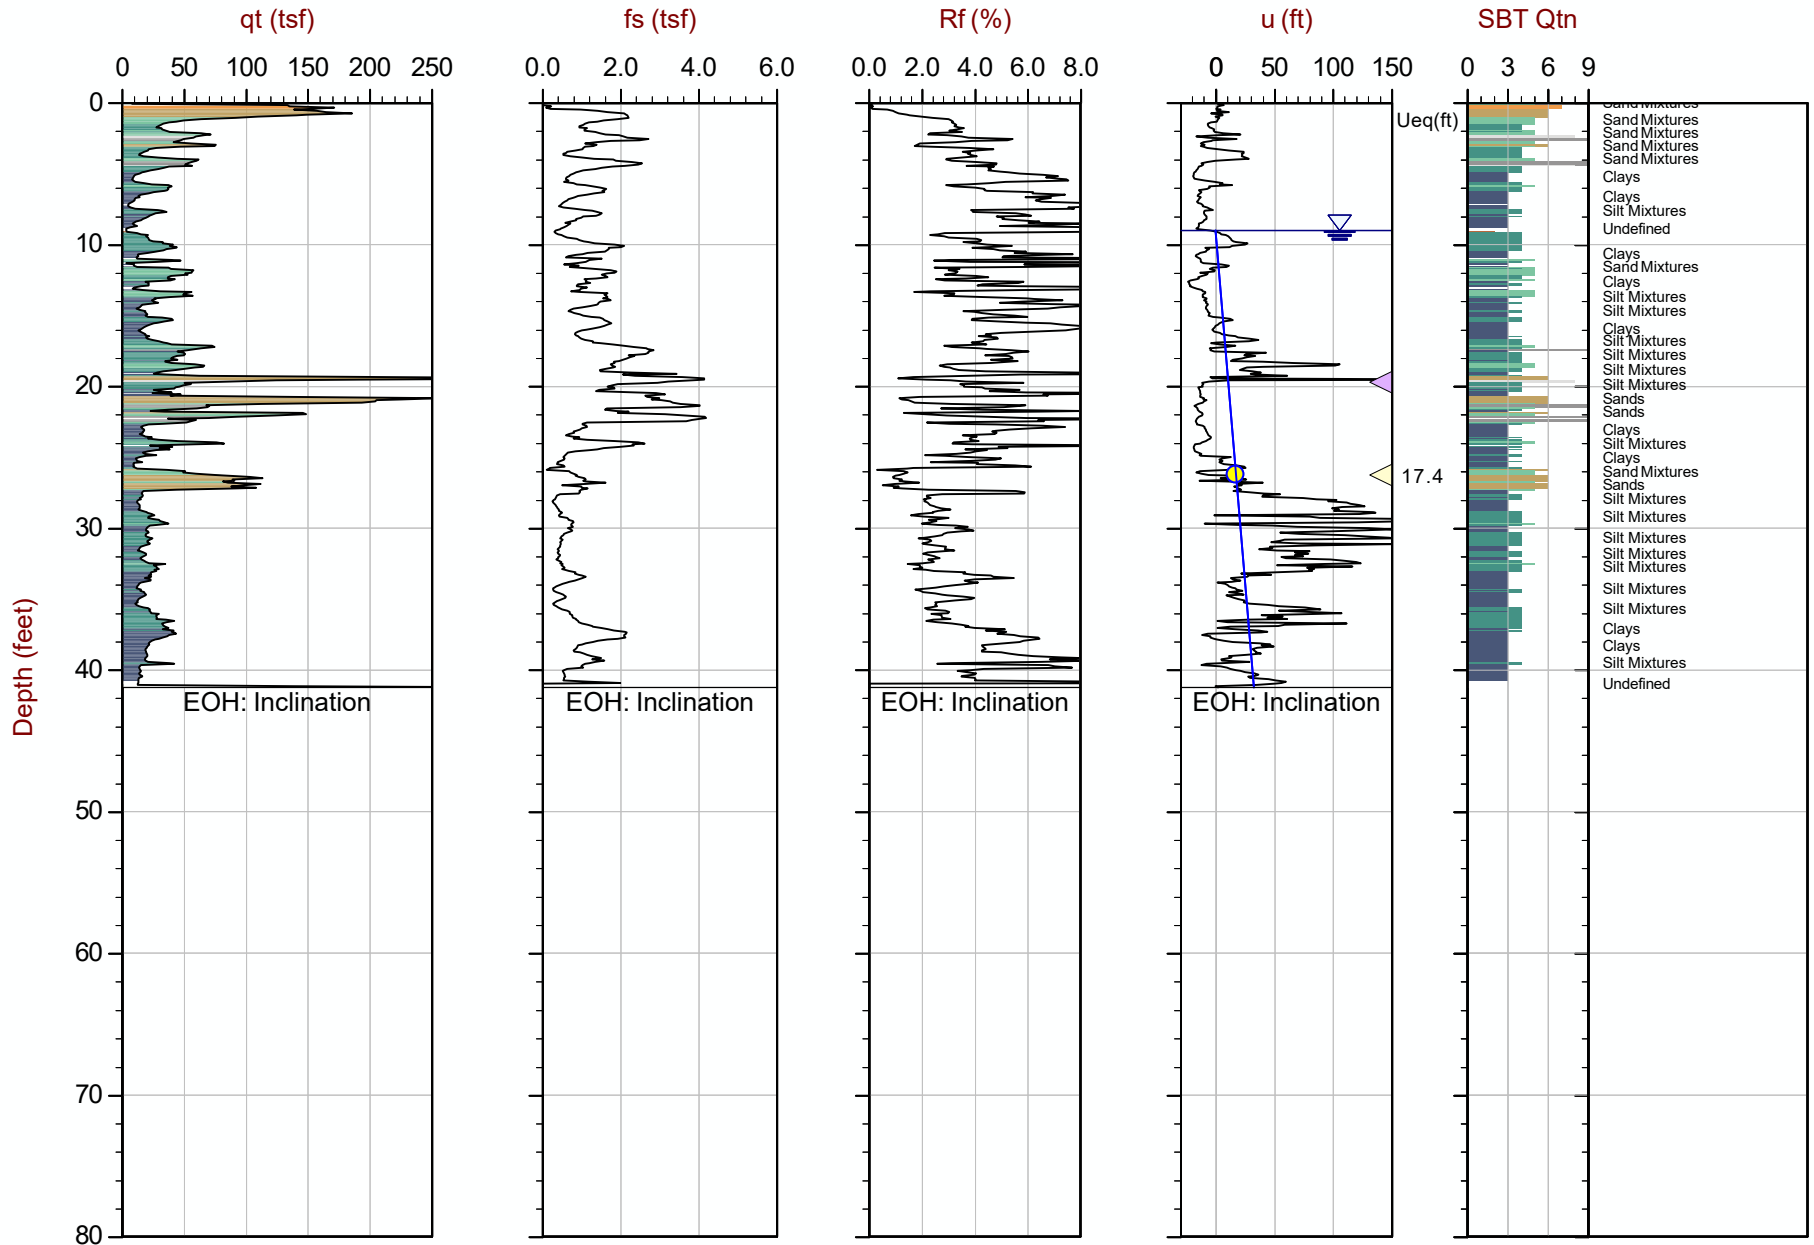 qt (tsf) fs (tsf) Rf (%) u (ft) SBT Qtn
0 50 100 150 200 250 0.0 2.0 4.0 6.0 0.0 2.0 4.0 6.0 8.0 0 50 100 150 0 3 6 9
0
Sand Mixtures
Ueq(ft)
Sand Mixtures
Sand Mixtures
Sand Mixtures
Sand Mixtures
Clays
Clays
Silt Mixtures
Undefined
10
Clays
Sand Mixtures
Clays
Silt Mixtures
Silt Mixtures
Clays
Silt Mixtures
Silt Mixtures
Silt Mixtures
20
Silt Mixtures
Sands
Sands
Clays
Silt Mixtures
Clays
Sand Mixtures
17.4
Sands
Silt Mixtures
Silt Mixtures
30
Silt Mixtures
Silt Mixtures
Silt Mixtures
Silt Mixtures
Silt Mixtures
Clays
Clays
Silt Mixtures
40
Undefined
EOH: Inclination EOH: Inclination EOH: Inclination EOH: Inclination
Depth (feet)
50
60
70
80